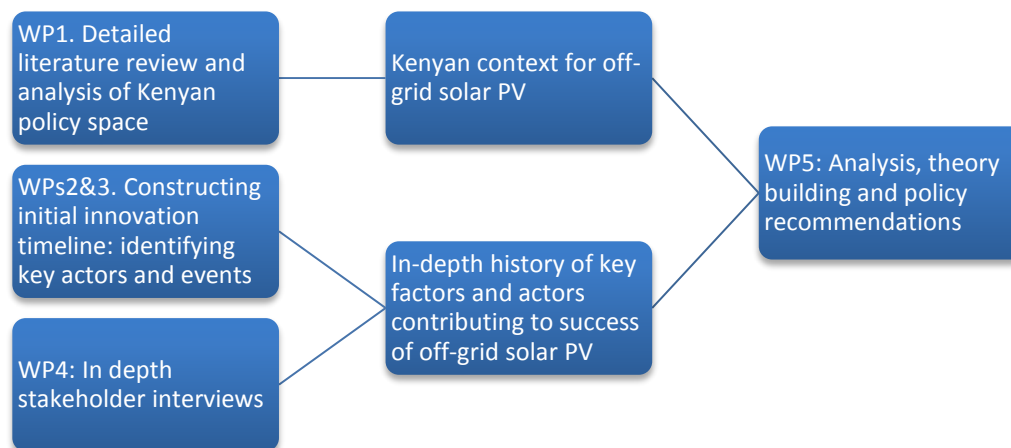 WP1. Detailed
literature review and
analysis of Kenyan
policy space
Kenyan context for off-
grid solar PV
WPs2&3. Constructing
initial innovation
timeline: identifying
key actors and events
In-depth history of key
factors and actors
contributing to success
of off-grid solar PV
WP4: In depth
stakeholder interviews
WP5: Analysis, theory
building and policy
recommendations